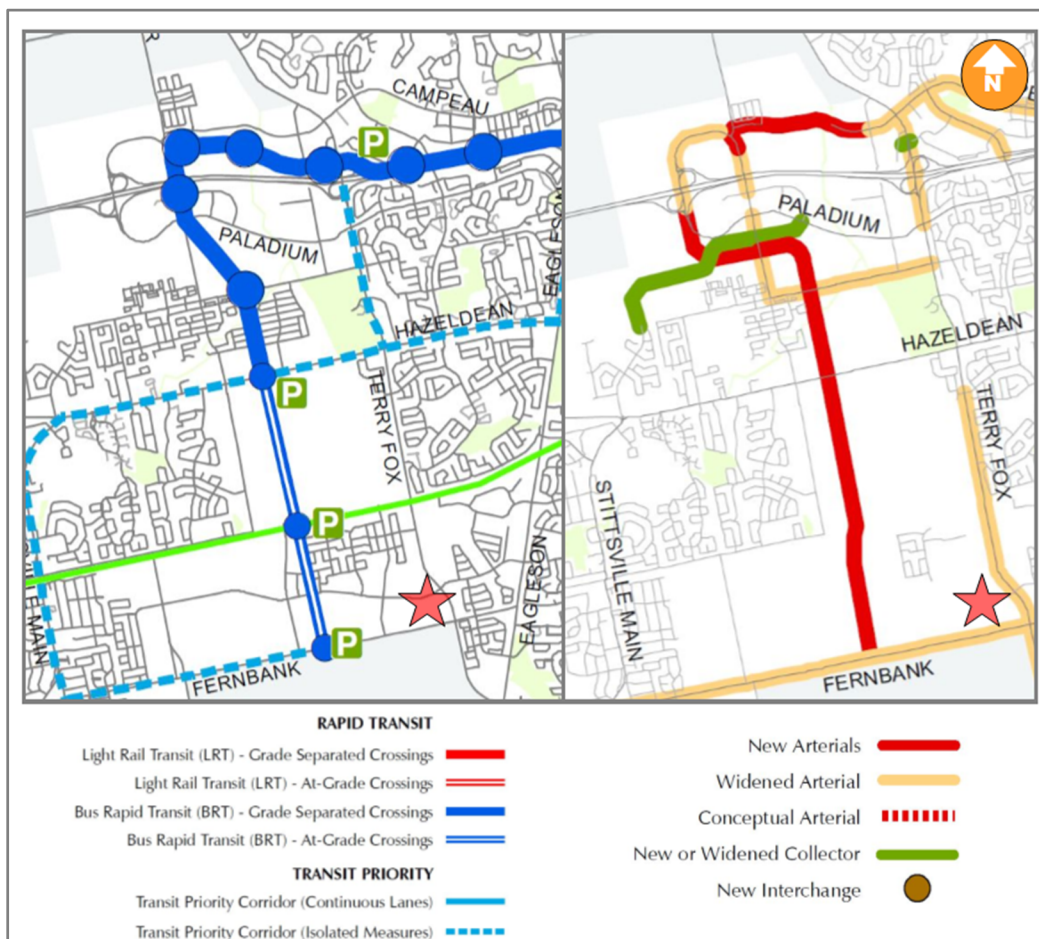 R
CAMPEAU
P
PALADIUM
EAGLESON
HAZELDEAN
P
TERRY FOX
P
EAGLESON
P
FERNBANK
N
PALADIUM
HAZELDEAN
TERRY FOX
STITTSVILLE MAIN
FERNBANK
RAPID TRANSIT
Light Rail Transit (LRT) - Grade Separated Crossings
Light Rail Transit (LRT) - At-Grade Crossings
Bus Rapid Transit (BRT) - Grade Separated Crossings
Bus Rapid Transit (BRT) - At-Grade Crossings
TRANSIT PRIORITY
Transit Priority Corridor (Continuous Lanes)
Transit Priority Corridor (Isolated Measures)
New Arterials
Widened Arterial
Conceptual Arterial
New or Widened Collector
New Interchange